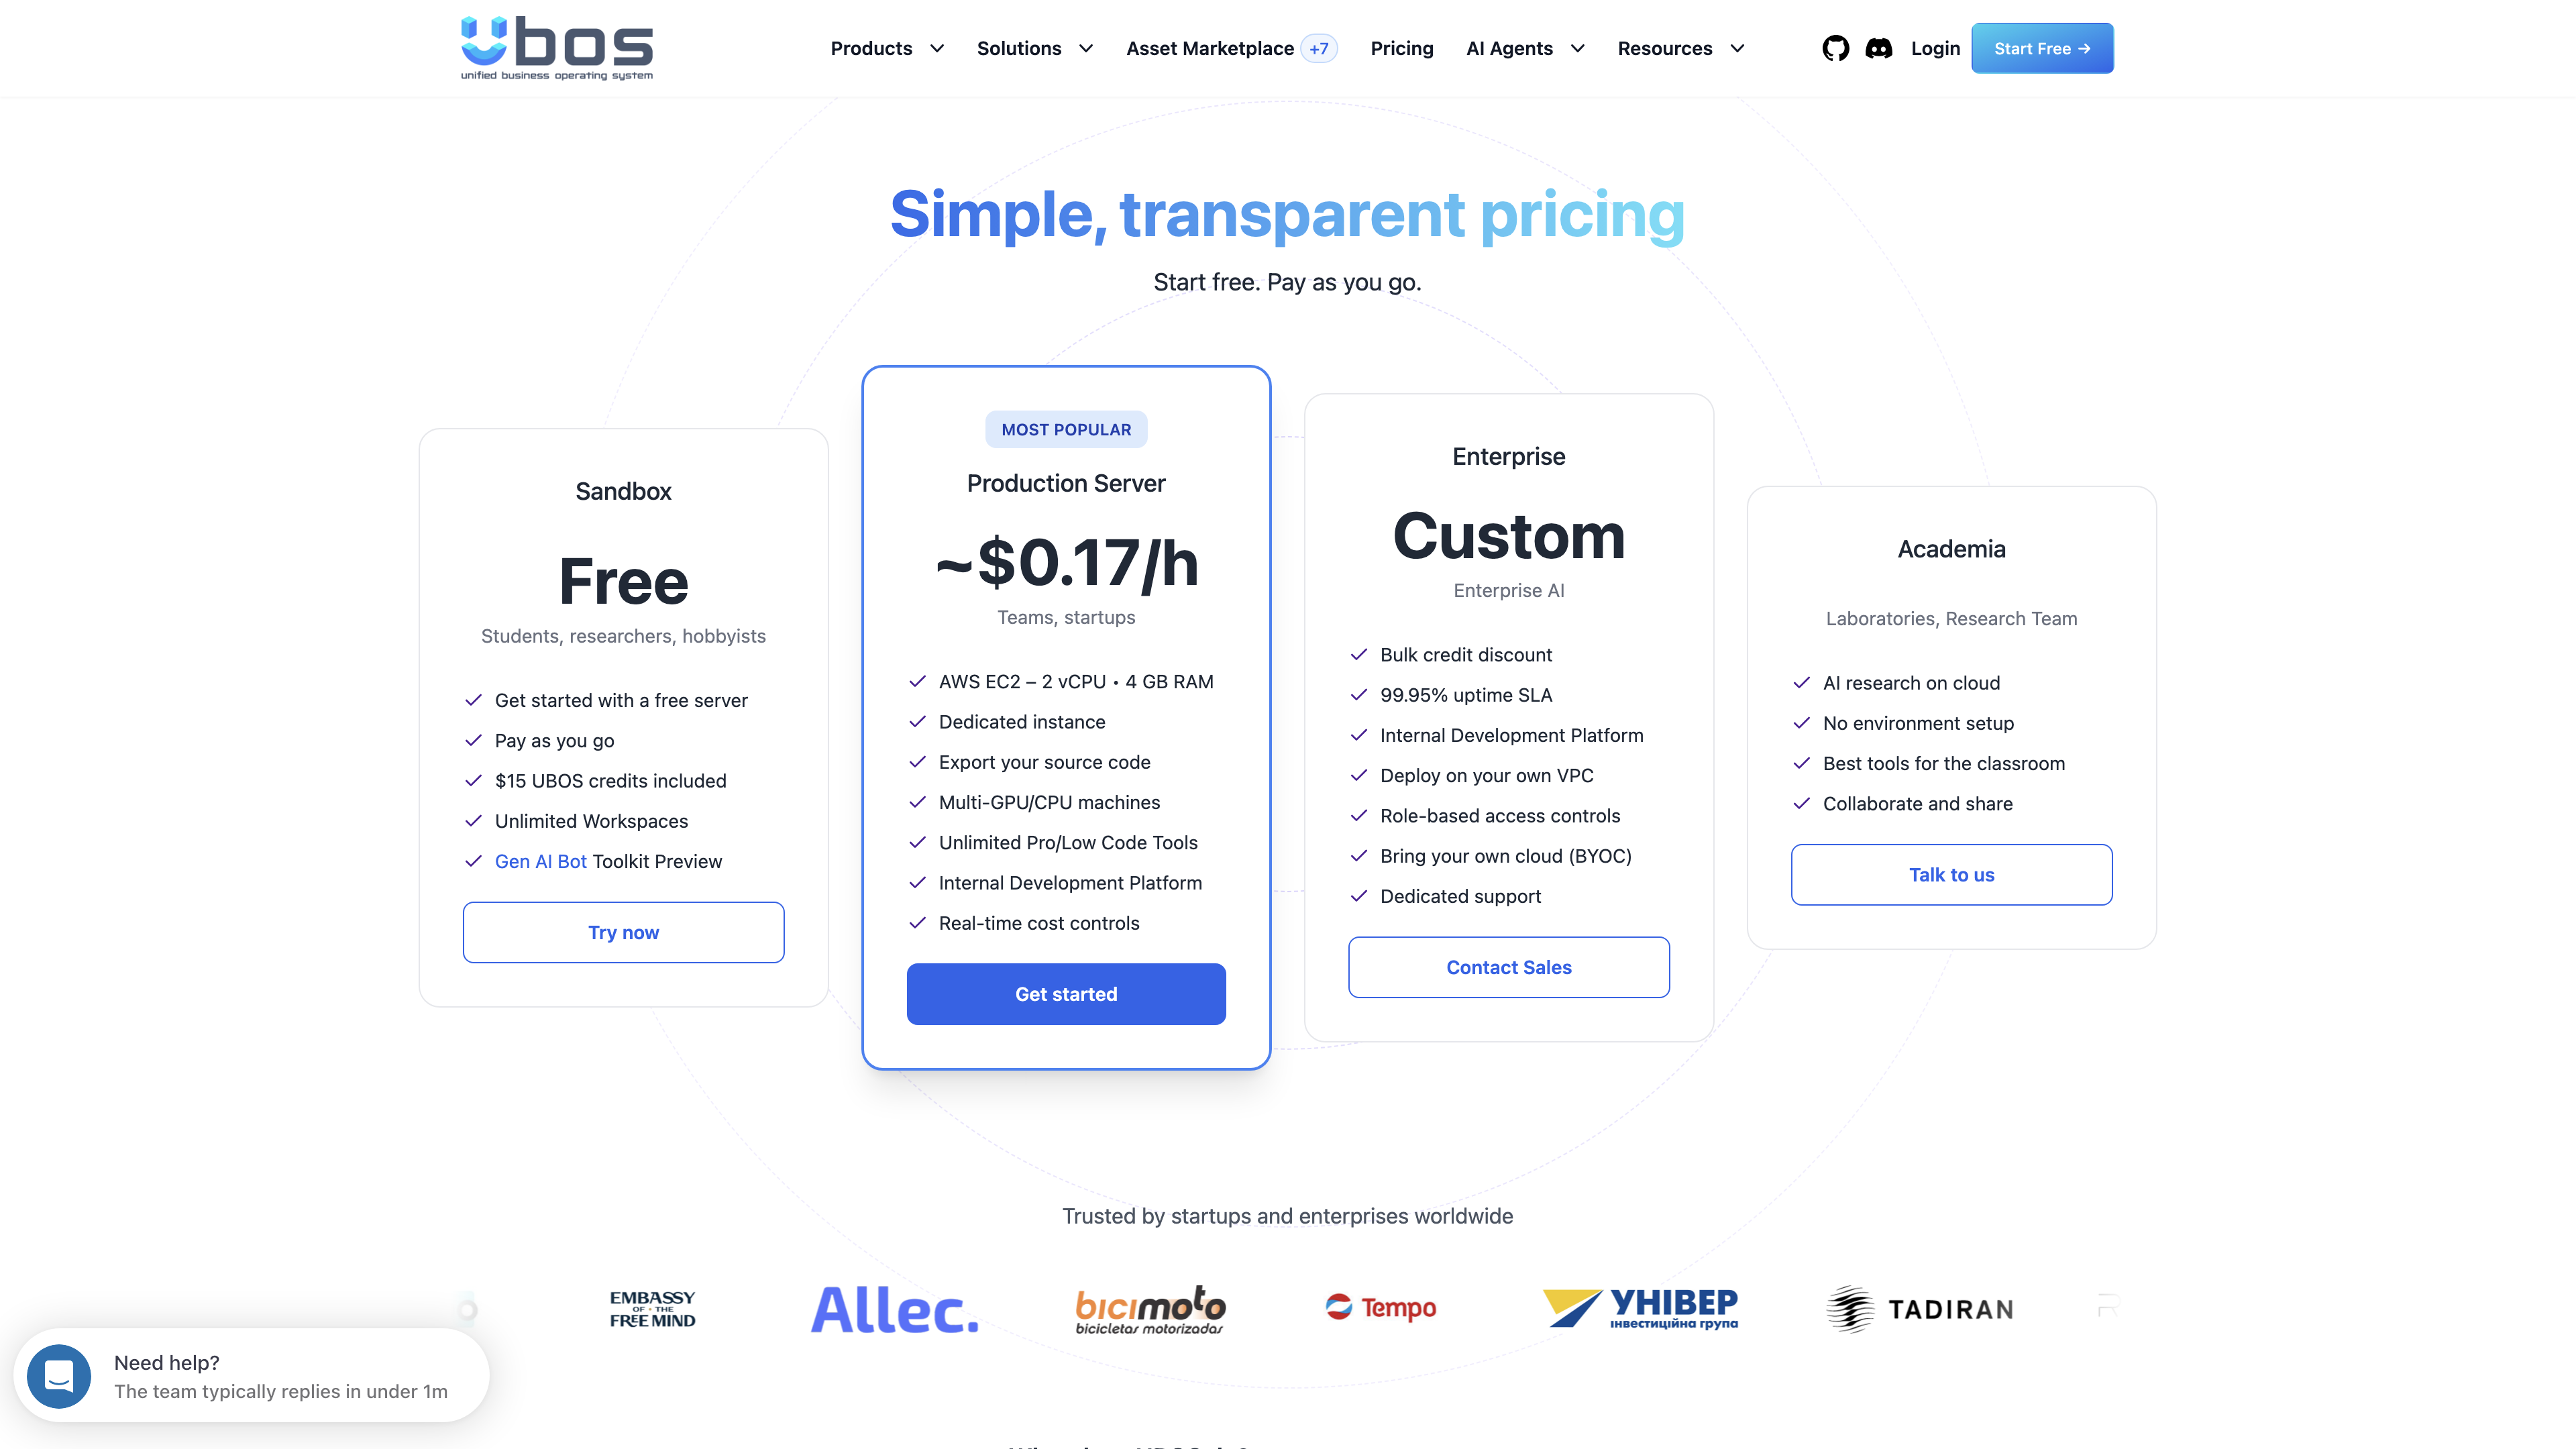 Ubos
unified business operating system
Products
Solutions
Asset Marketplace +7
Pricing
AI Agents
Resources
Login
Start Free →
Simple, transparent pricing
Start free. Pay as you go.
Sandbox
Free
Students, researchers, hobbyists
Get started with a free server
Pay as you go
$15 UBOS credits included
Unlimited Workspaces
Gen AI Bot Toolkit Preview
Try now
MOST POPULAR
Production Server
~$0.17/h
Teams, startups
AWS EC2 – 2 vCPU • 4 GB RAM
Dedicated instance
Export your source code
Multi-GPU/CPU machines
Unlimited Pro/Low Code Tools
Internal Development Platform
Real-time cost controls
Get started
Enterprise
Custom
Enterprise AI
Bulk credit discount
99.95% uptime SLA
Internal Development Platform
Deploy on your own VPC
Role-based access controls
Bring your own cloud (BYOC)
Dedicated support
Contact Sales
Academia
Laboratories, Research Team
AI research on cloud
No environment setup
Best tools for the classroom
Collaborate and share
Talk to us
Trusted by startups and enterprises worldwide
EMBASSY
OF • THE
FREE MIND
Allec.
bicimoto
bicicletas motorizadas
Tempo
УНІВЕР
інвестиційна група
TADIRAN
Need help?
The team typically replies in under 1m